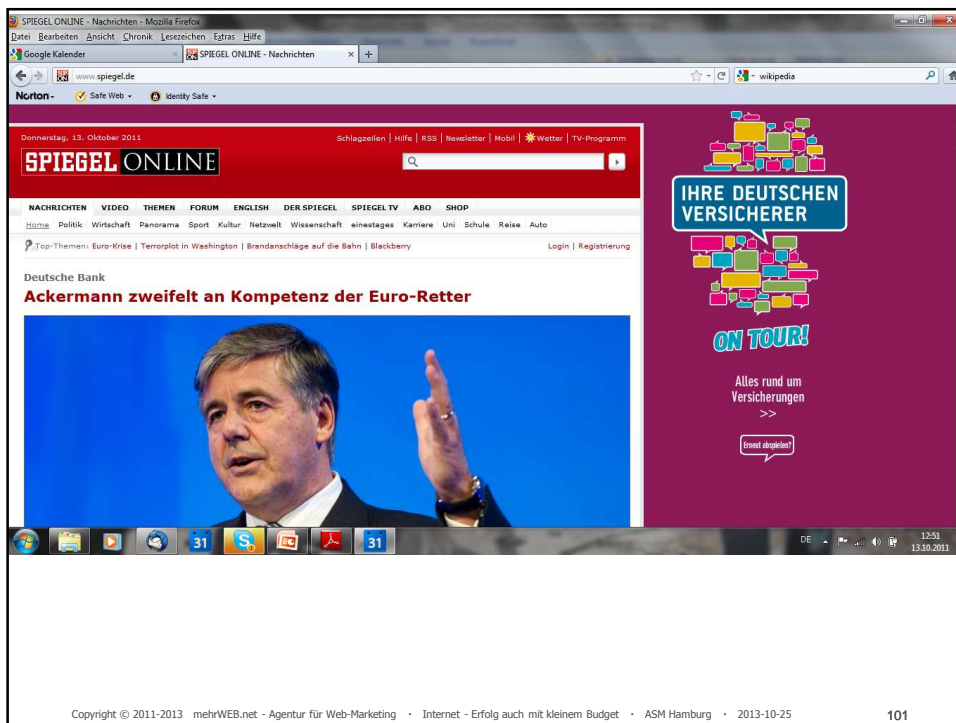 SPIEGEL ONLINE - Nachrichten - Mozilla Firefox
Datei Bearbeiten Ansicht Chronik Lesezeichen Extras Hilfe
Google Kalender × SPIEGEL ONLINE - Nachrichten × +
www.spiegel.de wikipedia
Norton Safe Web Identity Safe
Donnerstag, 13. Oktober 2011 Schlagzeilen | Hilfe | RSS | Newsletter | Mobil | Wetter | TV-Programm
SPIEGEL ONLINE
NACHRICHTEN VIDEO THEMEN FORUM ENGLISH DER SPIEGEL SPIEGEL TV ABO SHOP
Home Politik Wirtschaft Panorama Sport Kultur Netzwelt Wissenschaft einestages Karriere Uni Schule Reise Auto
Top-Themen: Euro-Krise | Terrorplot in Washington | Brandanschläge auf die Bahn | Blackberry Login | Registrierung
Deutsche Bank
Ackermann zweifelt an Kompetenz der Euro-Retter
IHRE DEUTSCHEN
VERSICHERER
ON TOUR!
Alles rund um
Versicherungen
>>
Erneut abspielen?
31
31
DE
12:51
13.10.2011
Copyright © 2011-2013 mehrWEB.net - Agentur für Web-Marketing · Internet - Erfolg auch mit kleinem Budget · ASM Hamburg · 2013-10-25 101